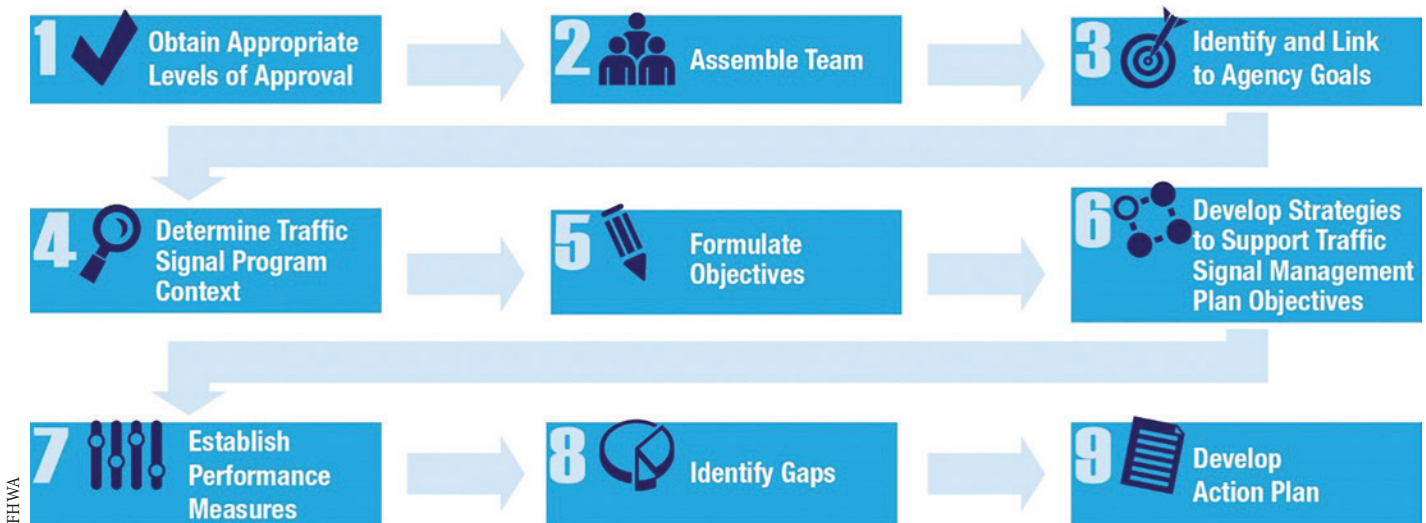 1
Obtain Appropriate
Levels of Approval
2
Assemble Team
3
Identify and Link
to Agency Goals
4
Determine Traffic
Signal Program
Context
5
Formulate
Objectives
6
Develop Strategies
to Support Traffic
Signal Management
Plan Objectives
7
Establish
Performance
Measures
8
Identify Gaps
9
Develop
Action Plan
FHWA